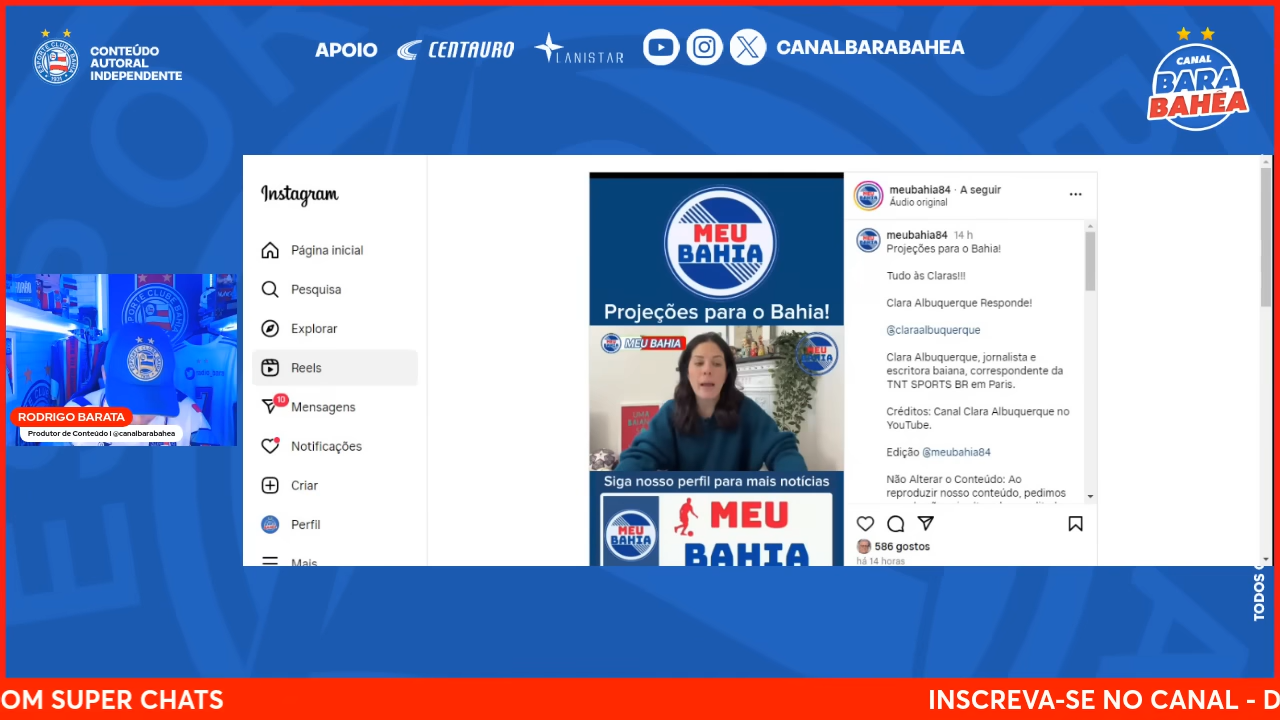 CONTEÚDO
AUTORAL
INDEPENDENTE
APOIO
CENTAURO
LANISTAR
CANALBARABAHEA
CANAL
BARA
BAHÊA
Instagram
Página inicial
Pesquisa
Explorar
Reels
10
Mensagens
Notificações
Criar
Perfil
Mais
MEU
BAHIA
Projeções para o Bahia!
MEU BAHIA
Siga nosso perfil para mais notícias
MEU
BAHIA
meubahia84 · A seguir
Áudio original
meubahia84 14 h
Projeções para o Bahia!
Tudo às Claras!!!
Clara Albuquerque Responde!
@claraalbuquerque
Clara Albuquerque, jornalista e
escritora baiana, correspondente da
TNT SPORTS BR em Paris.
Créditos: Canal Clara Albuquerque no
YouTube.
Edição @meubahia84
Não Alterar o Conteúdo: Ao
reproduzir nosso conteúdo, pedimos
586 gostos
há 14 horas
RODRIGO BARATA
Produtor de Conteúdo | @canalbarabahea
TODOS
OM SUPER CHATS
INSCREVA-SE NO CANAL - D